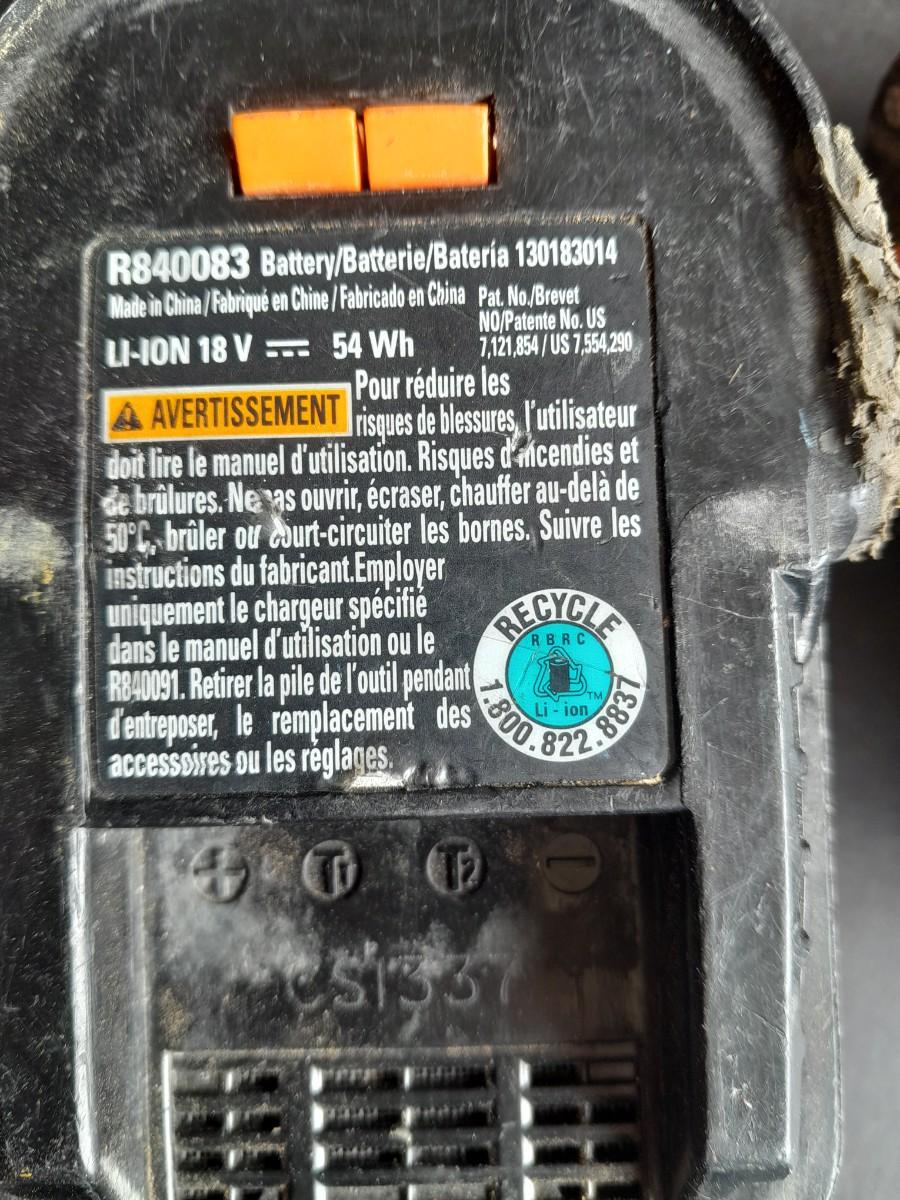 R840083 Battery/Batterie/Batería 130183014
Made in China / Fabriqué en Chine / Fabricado en China
Pat. No./Brevet
NO/Patente No. US
7,121,854 / US 7,554,290
LI-ION 18 V ⎓ 54 Wh
AVERTISSEMENT Pour réduire les
risques de blessures, l'utilisateur
doit lire le manuel d'utilisation. Risques d'incendies et
de brûlures. Ne pas ouvrir, écraser, chauffer au-delà de
50°C, brûler ou court-circuiter les bornes. Suivre les
instructions du fabricant.Employer
uniquement le chargeur spécifié
dans le manuel d'utilisation ou le
R840091. Retirer la pile de l'outil pendant
d'entreposer, le remplacement des
accessoires ou les réglages.
RECYCLE
RBRC
TM
Li-ion
1.800.822.8837
+ T1 T2 −
CS1337